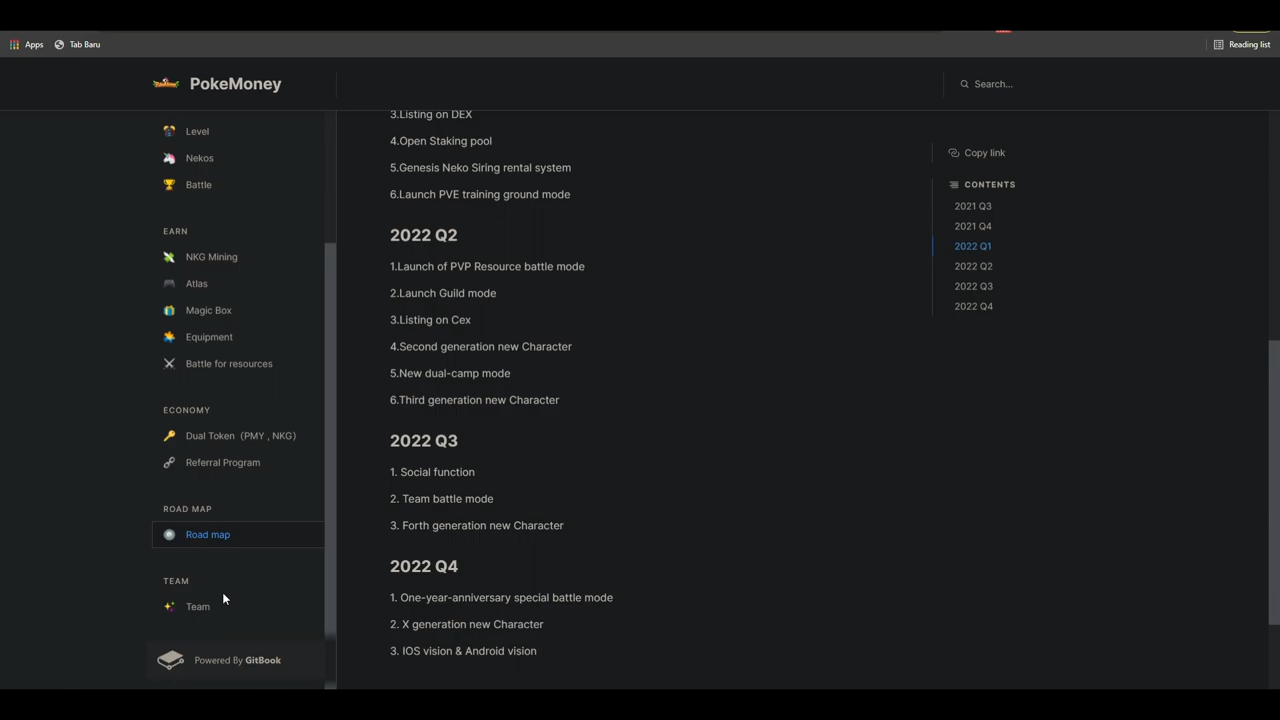 Apps
Tab Baru
Reading list
PokeMoney
Search...
Level
Nekos
Battle
EARN
NKG Mining
Atlas
Magic Box
Equipment
Battle for resources
ECONOMY
Dual Token（PMY , NKG）
Referral Program
ROAD MAP
Road map
TEAM
Team
Powered By GitBook
3.Listing on DEX
4.Open Staking pool
5.Genesis Neko Siring rental system
6.Launch PVE training ground mode
2022 Q2
1.Launch of PVP Resource battle mode
2.Launch Guild mode
3.Listing on Cex
4.Second generation new Character
5.New dual-camp mode
6.Third generation new Character
2022 Q3
1. Social function
2. Team battle mode
3. Forth generation new Character
2022 Q4
1. One-year-anniversary special battle mode
2. X generation new Character
3. IOS vision & Android vision
Copy link
CONTENTS
2021 Q3
2021 Q4
2022 Q1
2022 Q2
2022 Q3
2022 Q4